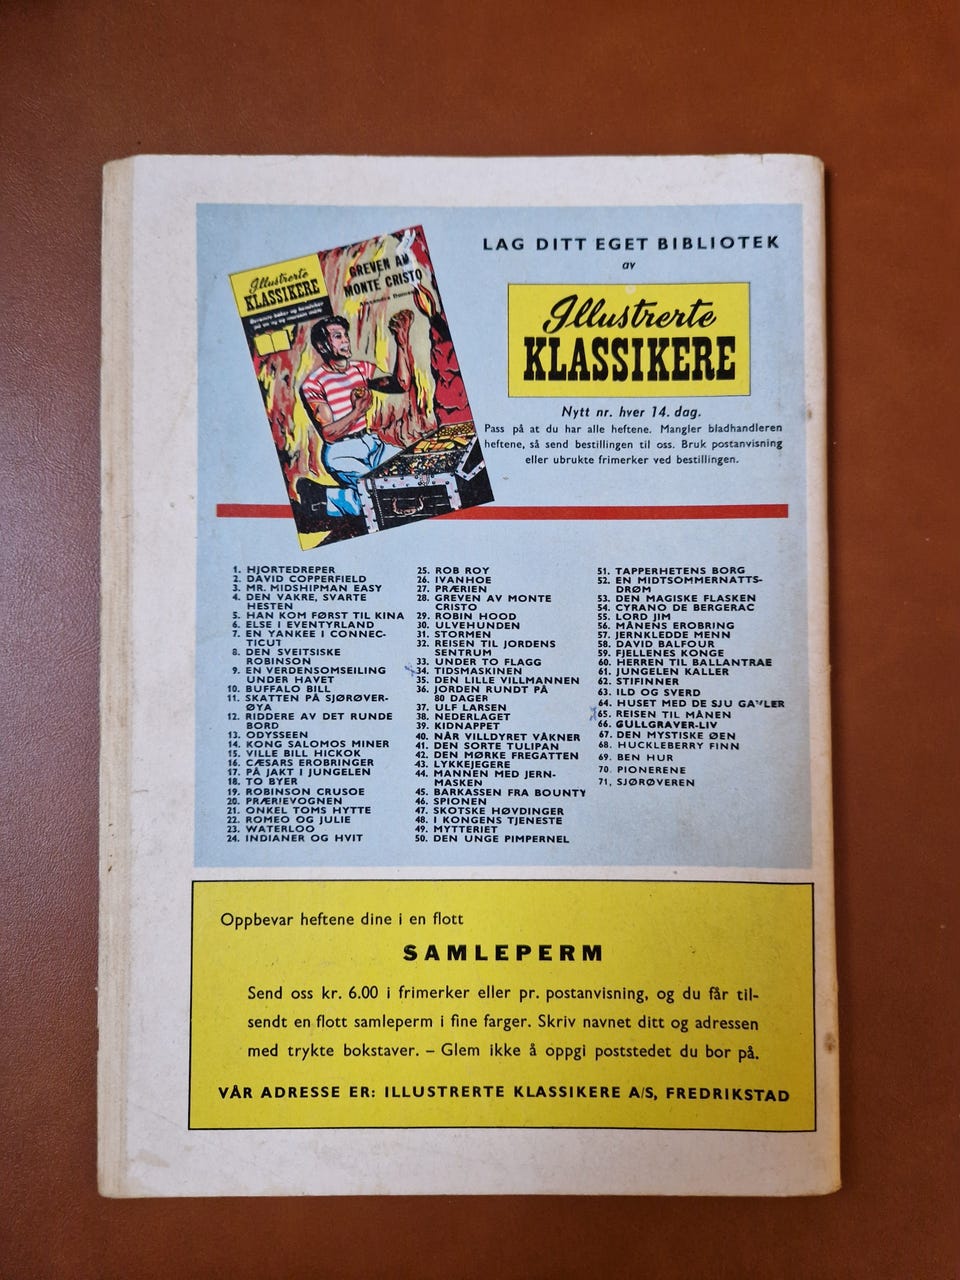 Illustrerte
KLASSIKERE
GREVEN AV
MONTE CRISTO
Alexandre Dumas
LAG DITT EGET BIBLIOTEK
av
Illustrerte
KLASSIKERE
Nytt nr. hver 14. dag.
Pass på at du har alle heftene. Mangler bladhandleren
heftene, så send bestillingen til oss. Bruk postanvisning
eller ubrukte frimerker ved bestillingen.
1. HJORTEDREPER
2. DAVID COPPERFIELD
3. MR. MIDSHIPMAN EASY
4. DEN VAKRE, SVARTE
HESTEN
5. HAN KOM FØRST TIL KINA
6. ELSE I EVENTYRLAND
7. EN YANKEE I CONNEC-
TICUT
8. DEN SVEITSISKE
ROBINSON
9. EN VERDENSOMSEILING
UNDER HAVET
10. BUFFALO BILL
11. SKATTEN PÅ SJØRØVER-
ØYA
12. RIDDERE AV DET RUNDE
BORD
13. ODYSSEEN
14. KONG SALOMOS MINER
15. VILLE BILL HICKOK
16. CÆSARS EROBRINGER
17. PÅ JAKT I JUNGELEN
18. TO BYER
19. ROBINSON CRUSOE
20. PRÆRIEVOGNEN
21. ONKEL TOMS HYTTE
22. ROMEO OG JULIE
23. WATERLOO
24. INDIANER OG HVIT
25. ROB ROY
26. IVANHOE
27. PRÆRIEN
28. GREVEN AV MONTE
CRISTO
29. ROBIN HOOD
30. ULVEHUNDEN
31. STORMEN
32. REISEN TIL JORDENS
SENTRUM
33. UNDER TO FLAGG
34. TIDSMASKINEN
35. DEN LILLE VILLMANNEN
36. JORDEN RUNDT PÅ
80 DAGER
37. ULF LARSEN
38. NEDERLAGET
39. KIDNAPPET
40. NÅR VILLDYRET VÅKNER
41. DEN SORTE TULIPAN
42. DEN MØRKE FREGATTEN
43. LYKKEJEGERE
44. MANNEN MED JERN-
MASKEN
45. BARKASSEN FRA BOUNTY
46. SPIONEN
47. SKOTSKE HØVDINGER
48. I KONGENS TJENESTE
49. MYTTERIET
50. DEN UNGE PIMPERNEL
51. TAPPERHETENS BORG
52. EN MIDTSOMMERNATTS-
DRØM
53. DEN MAGISKE FLASKEN
54. CYRANO DE BERGERAC
55. LORD JIM
56. MÅNENS EROBRING
57. JERNKLEDDE MENN
58. DAVID BALFOUR
59. FJELLENES KONGE
60. HERREN TIL BALLANTRAE
61. JUNGELEN KALLER
62. STIFINNER
63. ILD OG SVERD
64. HUSET MED DE SJU GAVLER
65. REISEN TIL MÅNEN
66. GULLGRAVER-LIV
67. DEN MYSTISKE ØEN
68. HUCKLEBERRY FINN
69. BEN HUR
70. PIONERENE
71, SJØRØVEREN
Oppbevar heftene dine i en flott
SAMLEPERM
Send oss kr. 6.00 i frimerker eller pr. postanvisning, og du får til-
sendt en flott samleperm i fine farger. Skriv navnet ditt og adressen
med trykte bokstaver. – Glem ikke å oppgi poststedet du bor på.
VÅR ADRESSE ER: ILLUSTRERTE KLASSIKERE A/S, FREDRIKSTAD